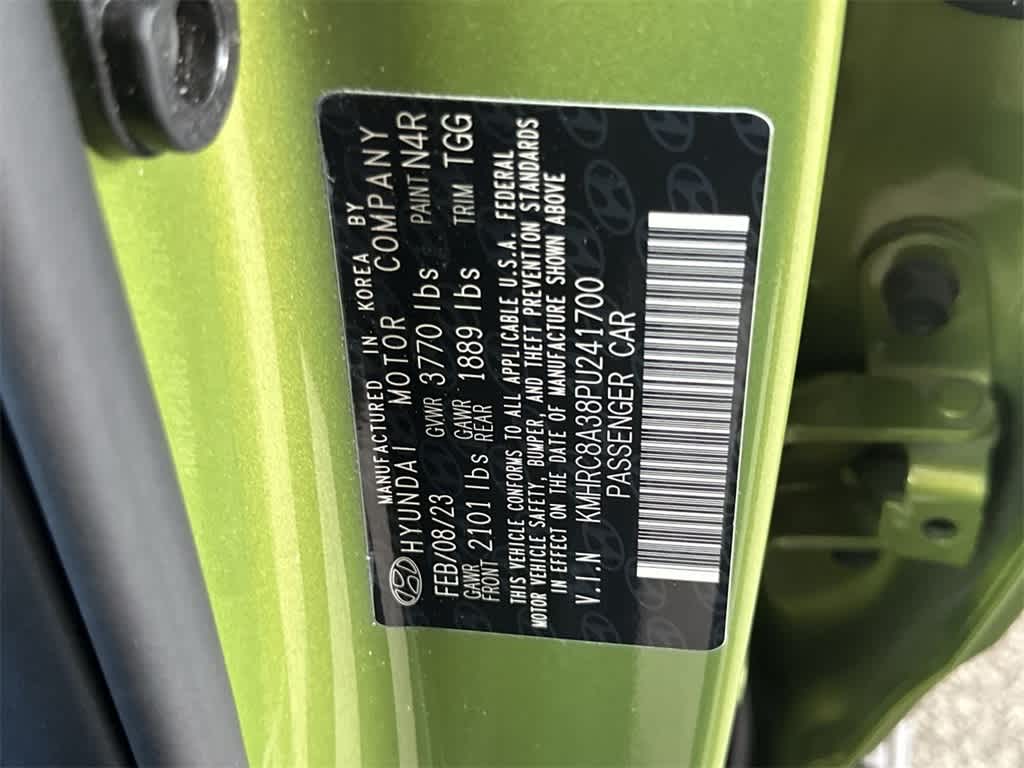 MANUFACTURED IN KOREA BY
HYUNDAI MOTOR COMPANY
FEB/08/23 GVWR 3770 lbs PAINT N4R
GAWR FRONT 2101 lbs GAWR REAR 1889 lbs TRIM TGG
THIS VEHICLE CONFORMS TO ALL APPLICABLE U.S.A. FEDERAL
MOTOR VEHICLE SAFETY, BUMPER, AND THEFT PREVENTION STANDARDS
IN EFFECT ON THE DATE OF MANUFACTURE SHOWN ABOVE
V.I.N KMHRC8A38PU241700
PASSENGER CAR